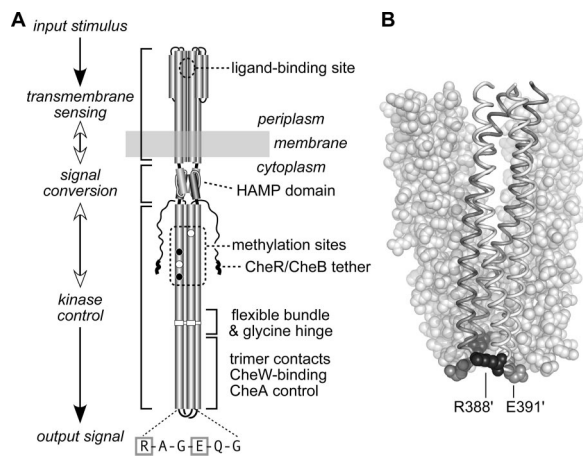 A
input stimulus
transmembrane
sensing
signal
conversion
kinase
control
output signal
ligand-binding site
periplasm
membrane
cytoplasm
HAMP domain
methylation sites
CheR/CheB tether
flexible bundle
& glycine hinge
trimer contacts
CheW-binding
CheA control
R-A-G-E-Q-G
B
R388' E391'